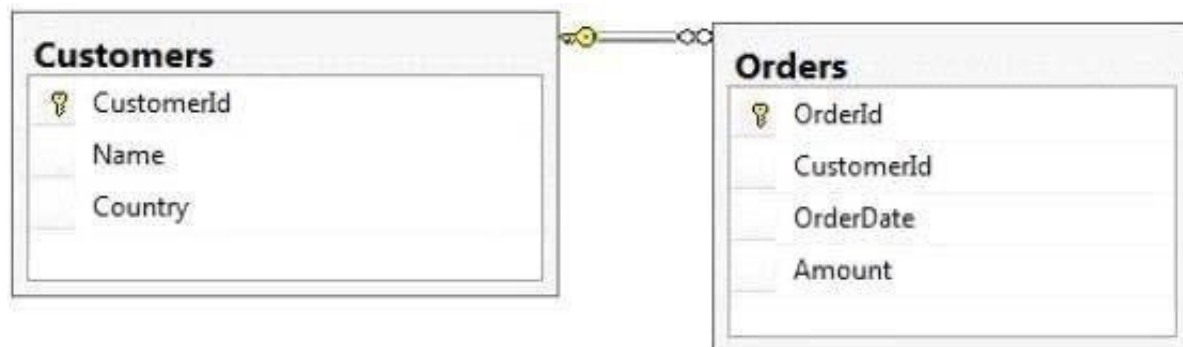 Customers
CustomerId
Name
Country
Orders
OrderId
CustomerId
OrderDate
Amount